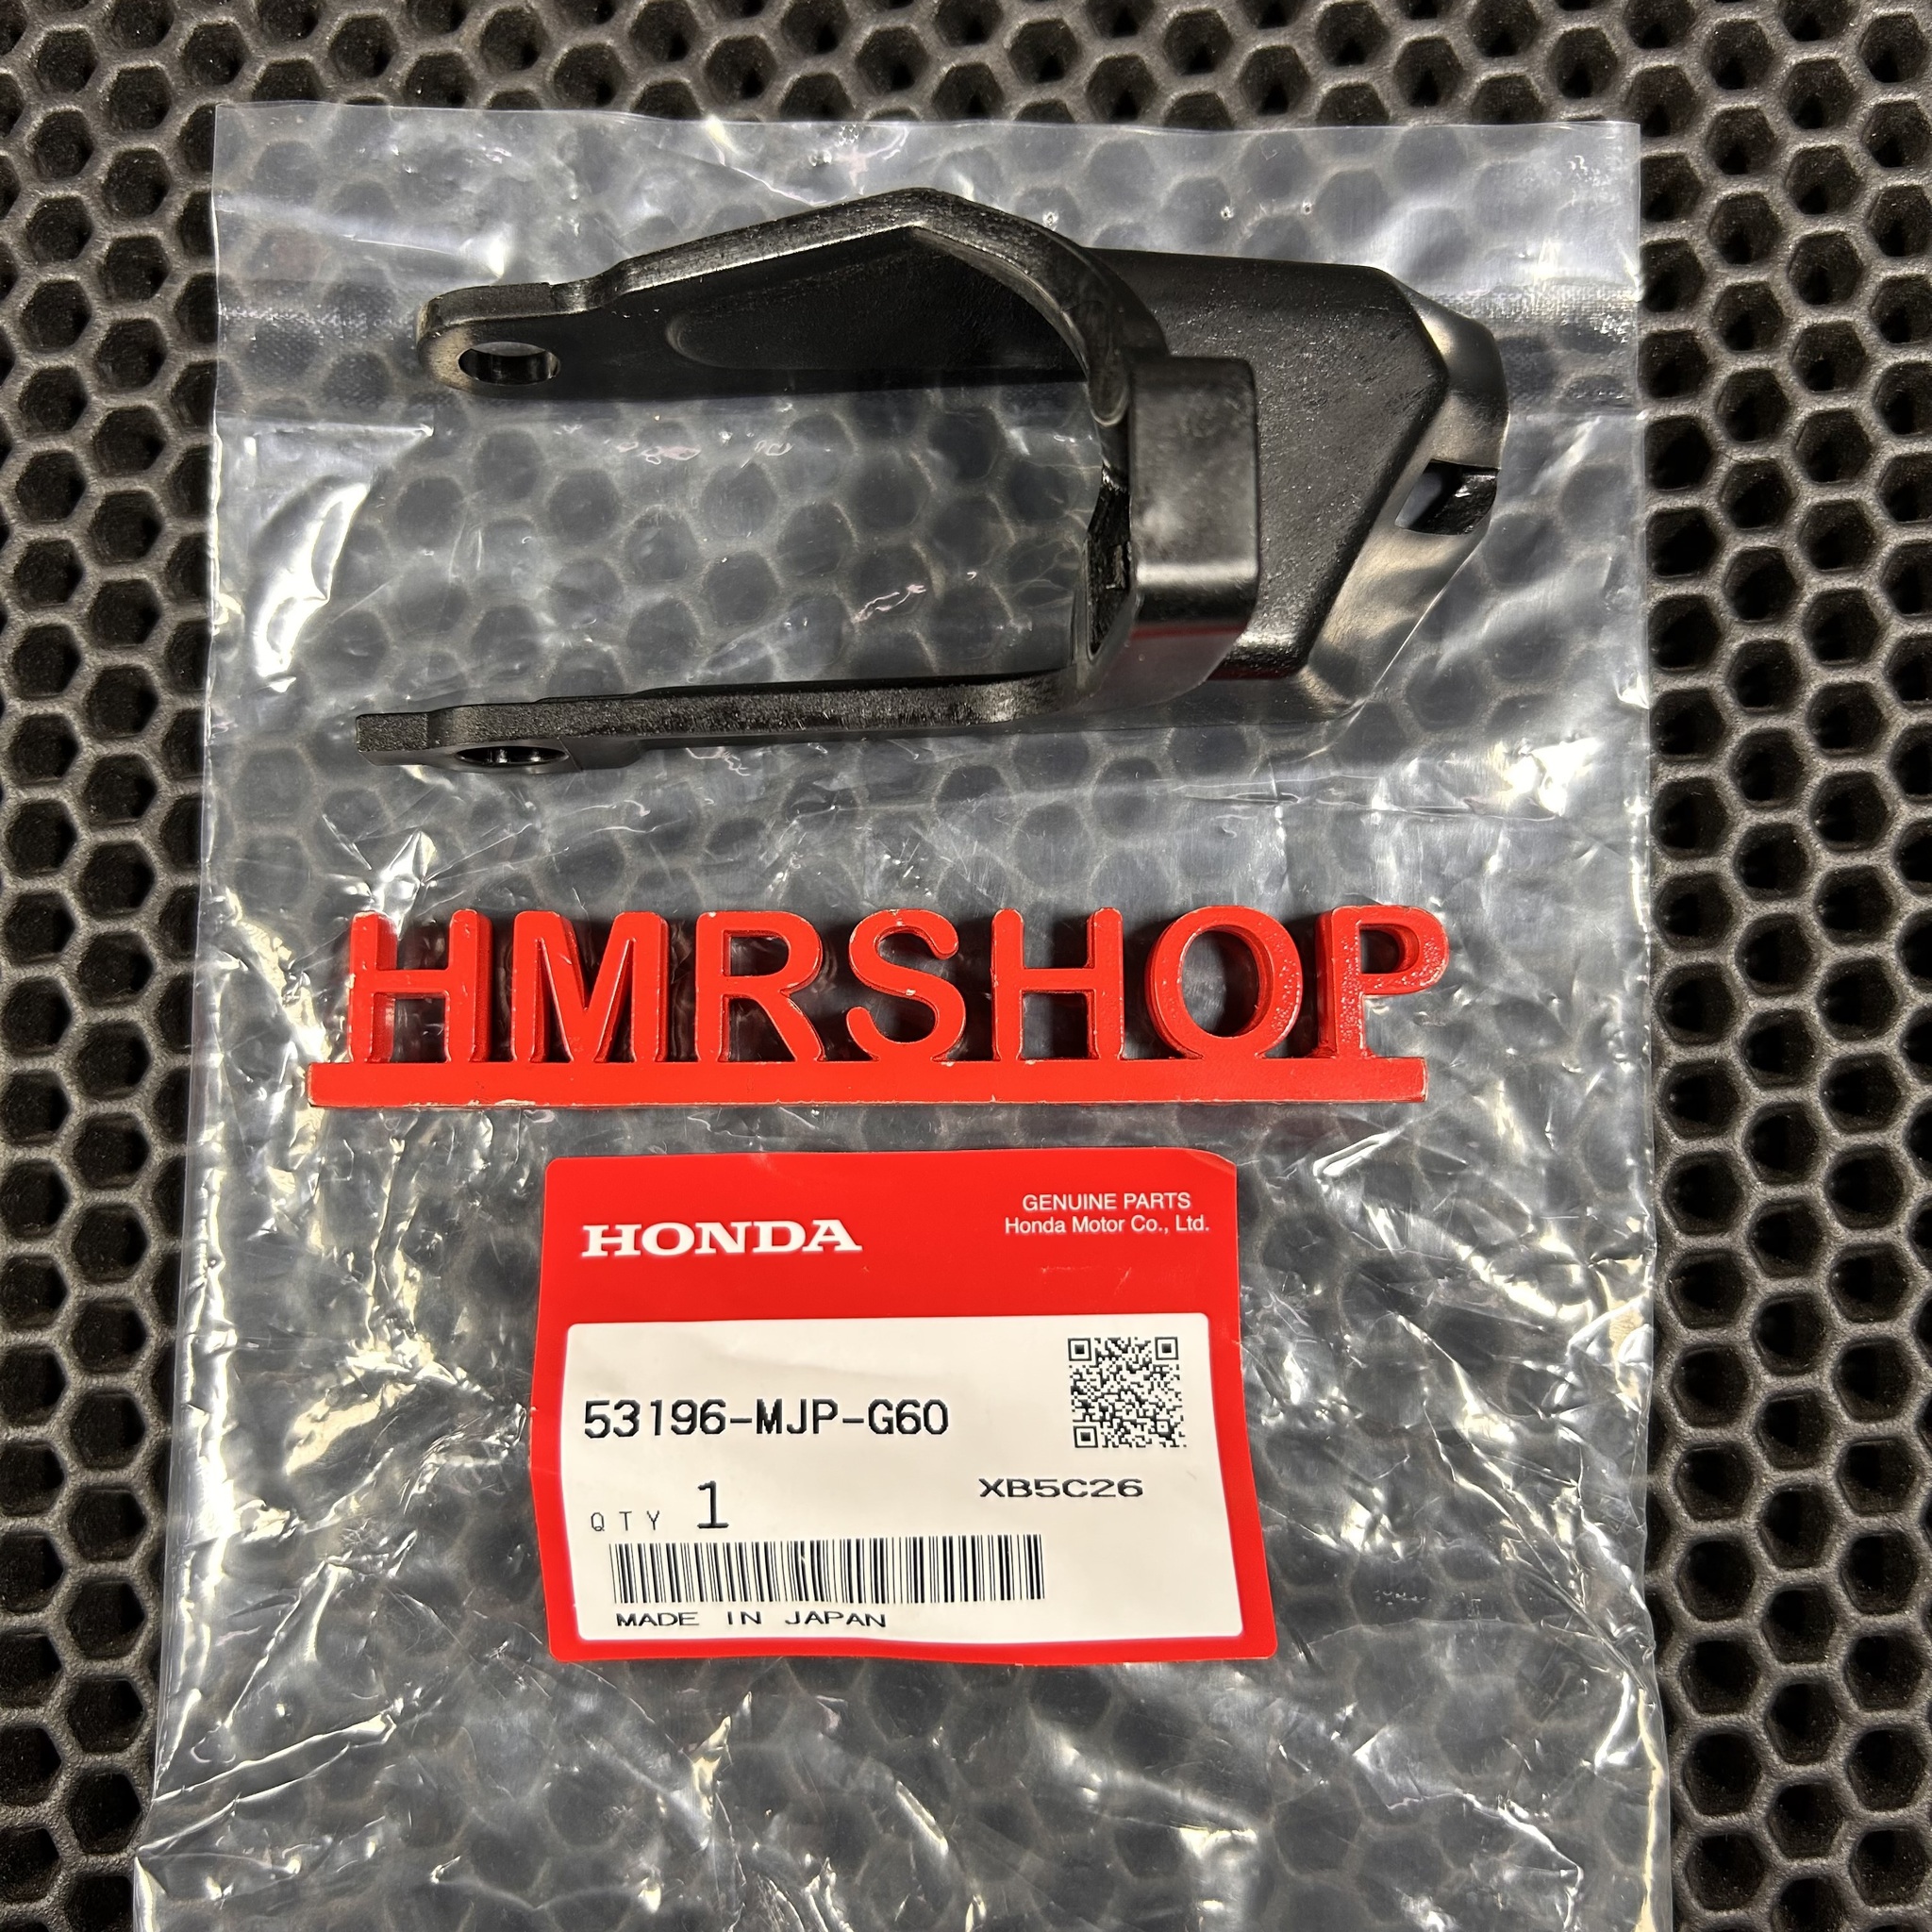 HMRSHOP
HONDA
GENUINE PARTS
Honda Motor Co., Ltd.
53196-MJP-G60
QTY 1
XB5C26
MADE IN JAPAN